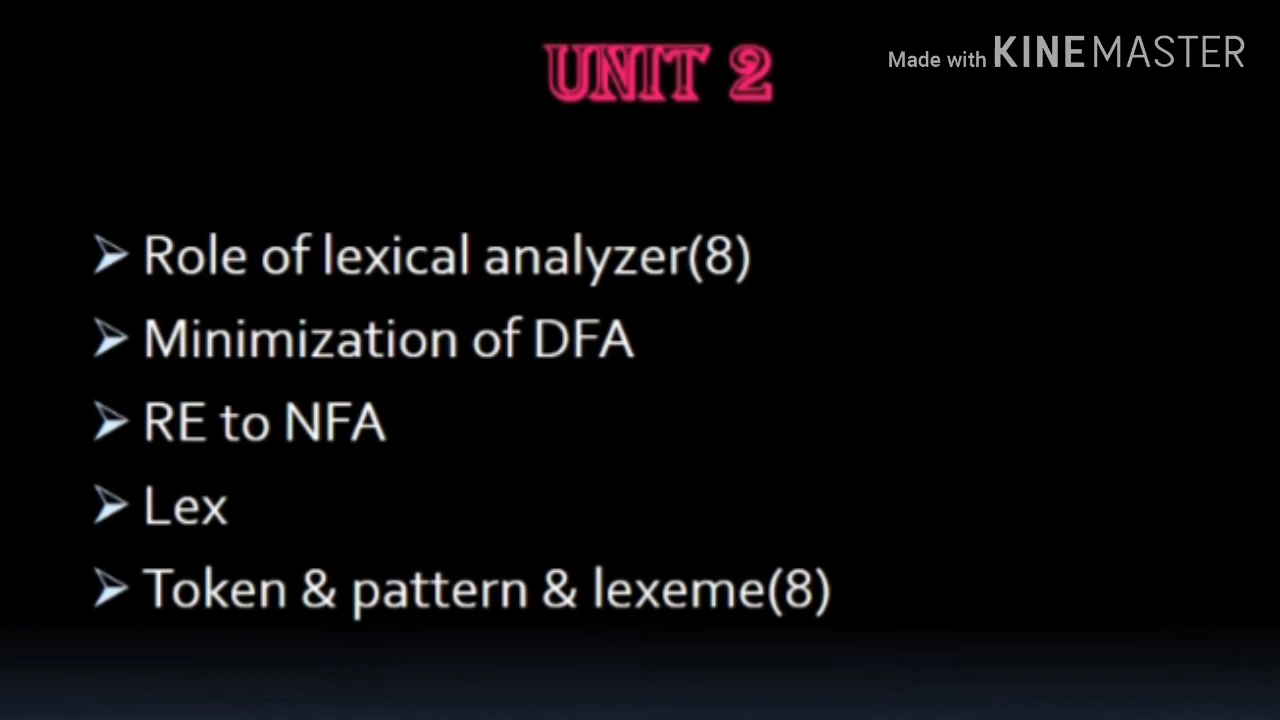 UNIT 2
Made with KINEMASTER
Role of lexical analyzer(8)
Minimization of DFA
RE to NFA
Lex
Token & pattern & lexeme(8)